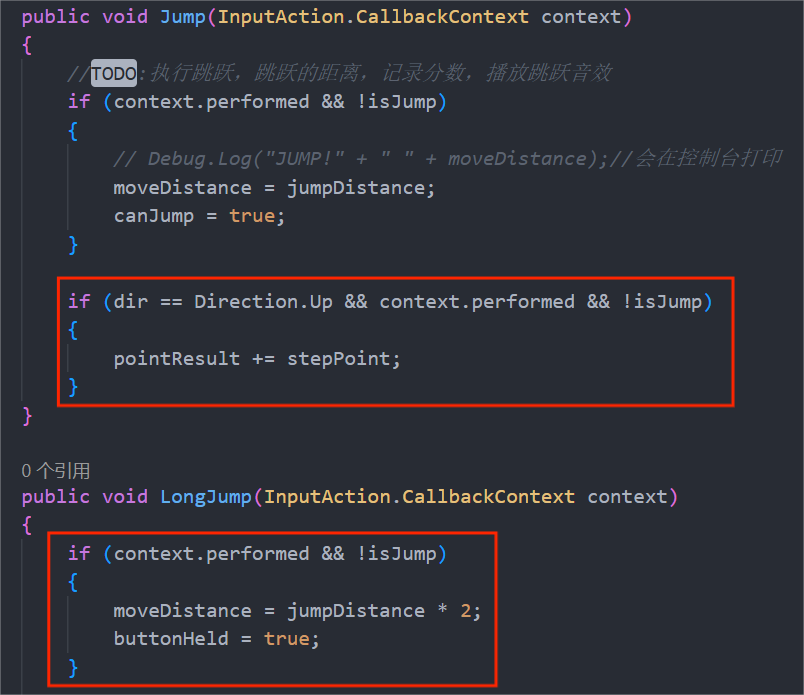 public void Jump(InputAction.CallbackContext context)
{
//TODO:执行跳跃，跳跃的距离，记录分数，播放跳跃音效
if (context.performed && !isJump)
{
// Debug.Log("JUMP!" + " " + moveDistance);//会在控制台打印
moveDistance = jumpDistance;
canJump = true;
}
if (dir == Direction.Up && context.performed && !isJump)
{
pointResult += stepPoint;
}
}
0 个引用
public void LongJump(InputAction.CallbackContext context)
{
if (context.performed && !isJump)
{
moveDistance = jumpDistance * 2;
buttonHeld = true;
}